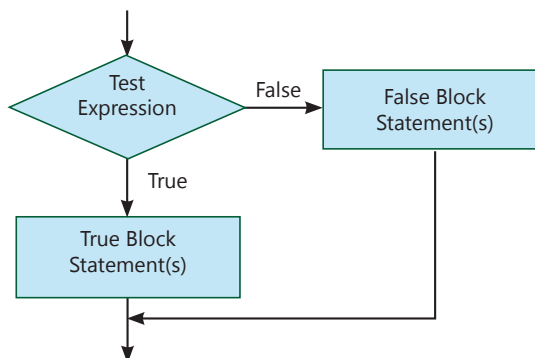 Test
Expression
False
False Block
Statement(s)
True
True Block
Statement(s)